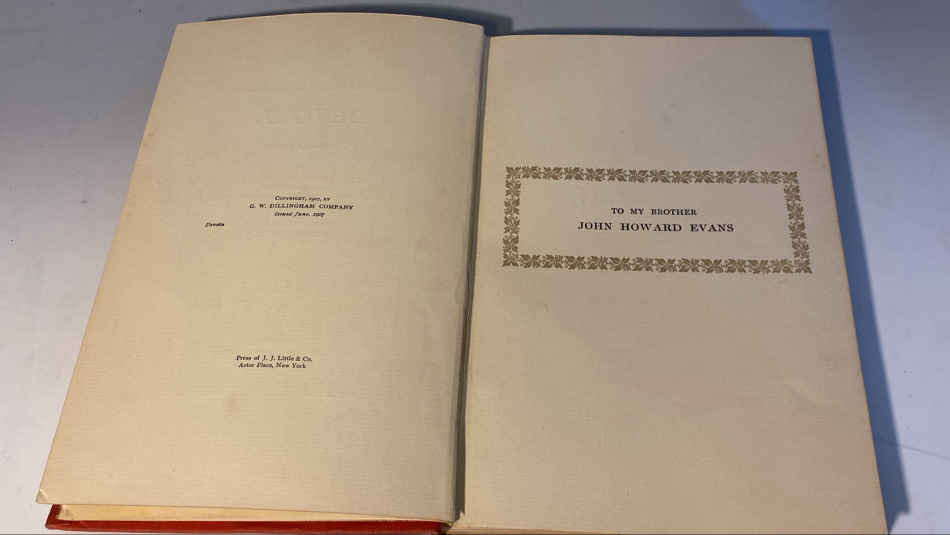 COPYRIGHT, 1907, BY
G. W. DILLINGHAM COMPANY
Issued June, 1907
Press of J. J. Little & Co.
Astor Place, New York
TO MY BROTHER
JOHN HOWARD EVANS